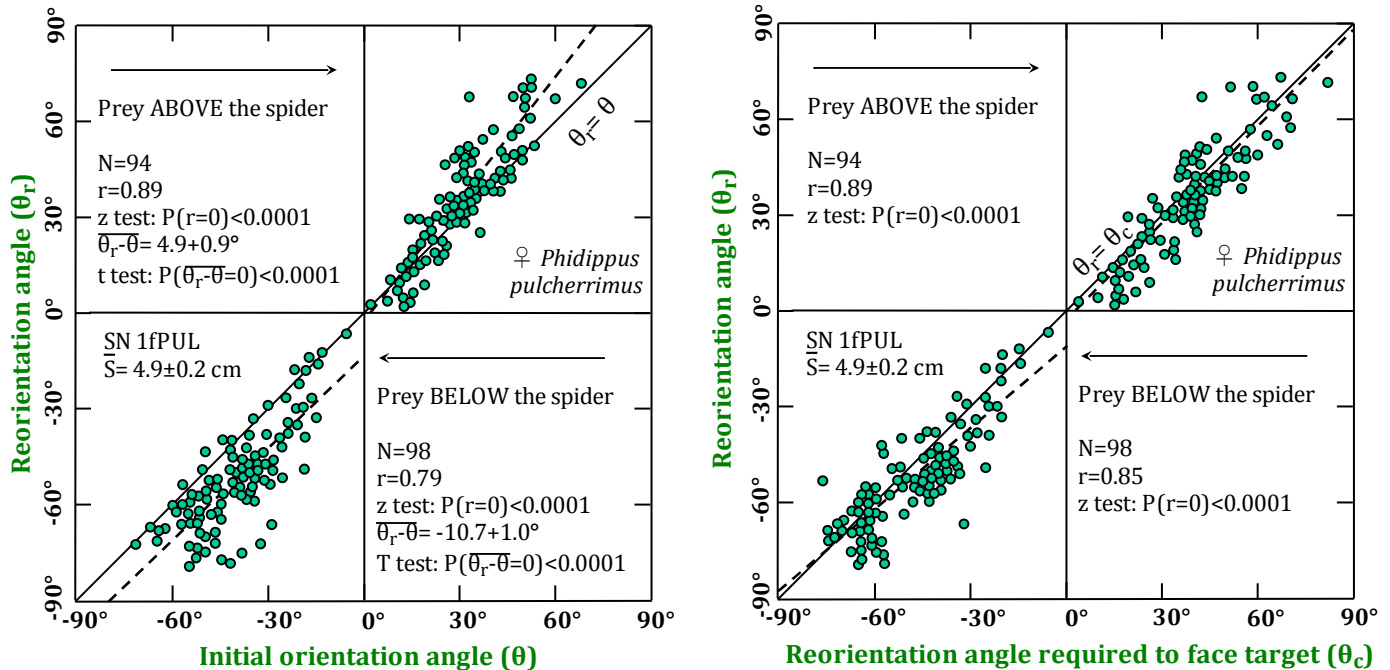 Reorientation angle (θr)
90°
60°
30°
0°
-30°
-60°
-90°
Prey ABOVE the spider
N=94
r=0.89
z test: P(r=0)<0.0001
θr-θ= 4.9+0.9°
t test: P(θr-θ=0)<0.0001
θr= θ
♀ Phidippus
pulcherrimus
SN 1fPUL
S= 4.9±0.2 cm
Prey BELOW the spider
N=98
r=0.79
z test: P(r=0)<0.0001
θr-θ= -10.7+1.0°
T test: P(θr-θ=0)<0.0001
-90° -60° -30° 0° 30° 60° 90°
Initial orientation angle (θ)
Reorientation angle (θr)
90°
60°
30°
0°
-30°
-60°
-90°
Prey ABOVE the spider
N=94
r=0.89
z test: P(r=0)<0.0001
θr= θc
♀ Phidippus
pulcherrimus
SN 1fPUL
S= 4.9±0.2 cm
Prey BELOW the spider
N=98
r=0.85
z test: P(r=0)<0.0001
-90° -60° -30° 0° 30° 60° 90°
Reorientation angle required to face target (θc)